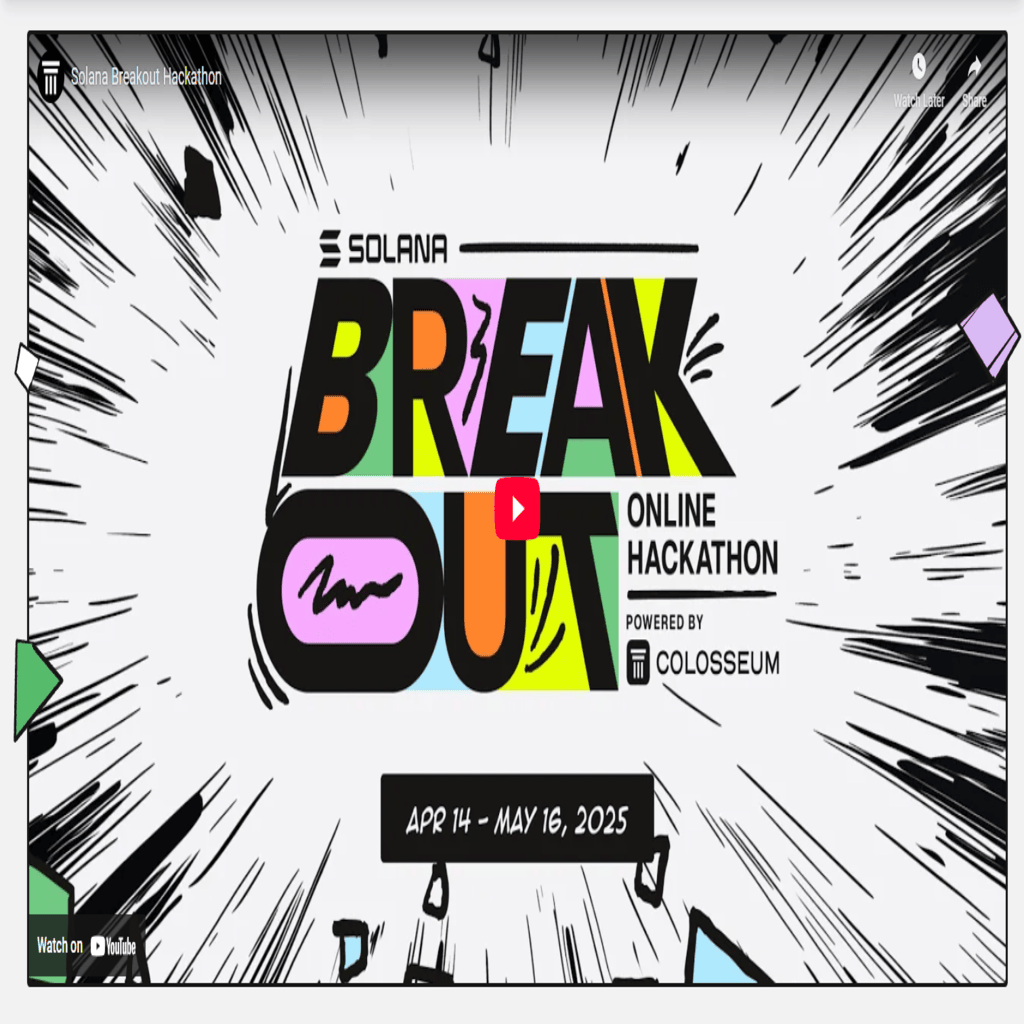 Solana Breakout Hackathon
Watch Later
Share
SOLANA
BREAK
OUT
ONLINE
HACKATHON
POWERED BY
COLOSSEUM
APR 14 – MAY 16, 2025
Watch on YouTube